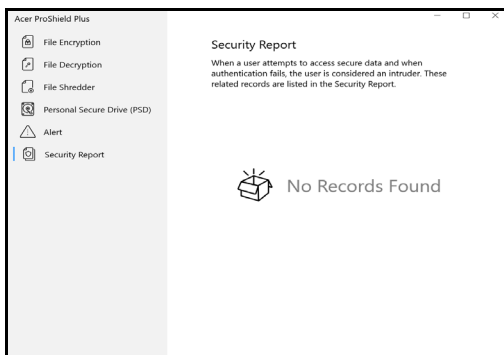 Acer ProShield Plus
File Encryption
File Decryption
File Shredder
Personal Secure Drive (PSD)
Alert
Security Report
Security Report
When a user attempts to access secure data and when
authentication fails, the user is considered an intruder. These
related records are listed in the Security Report.
No Records Found